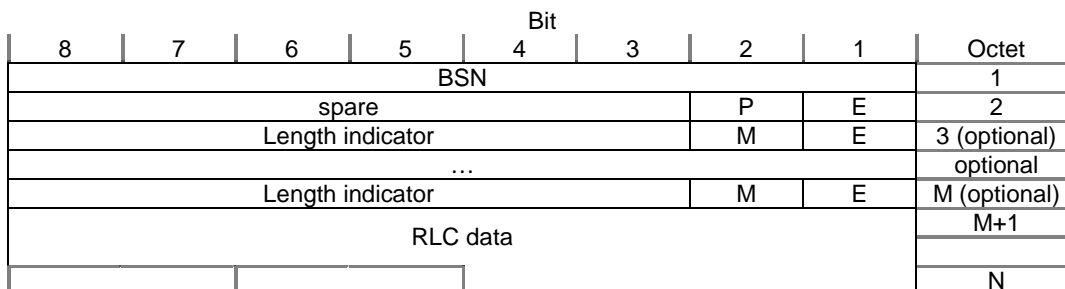 Bit
8 7 6 5 4 3 2 1 Octet
BSN 1
spare P E 2
Length indicator M E 3 (optional)
… optional
Length indicator M E M (optional)
RLC data M+1
N